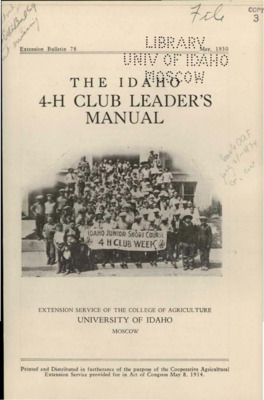 File
COPY
3
LIBRARY
Extension Bulletin 78 May, 1930
UNIV OF IDAHO
MOSCOW
THE IDAHO
4-H CLUB LEADER'S
MANUAL
IDAHO JUNIOR SHORT COURSE
4 H CLUB WEEK
EXTENSION SERVICE OF THE COLLEGE OF AGRICULTURE
UNIVERSITY OF IDAHO
MOSCOW
Printed and Distributed in furtherance of the purpose of the Cooperative Agricultural
Extension Service provided for in Act of Congress May 8, 1914.